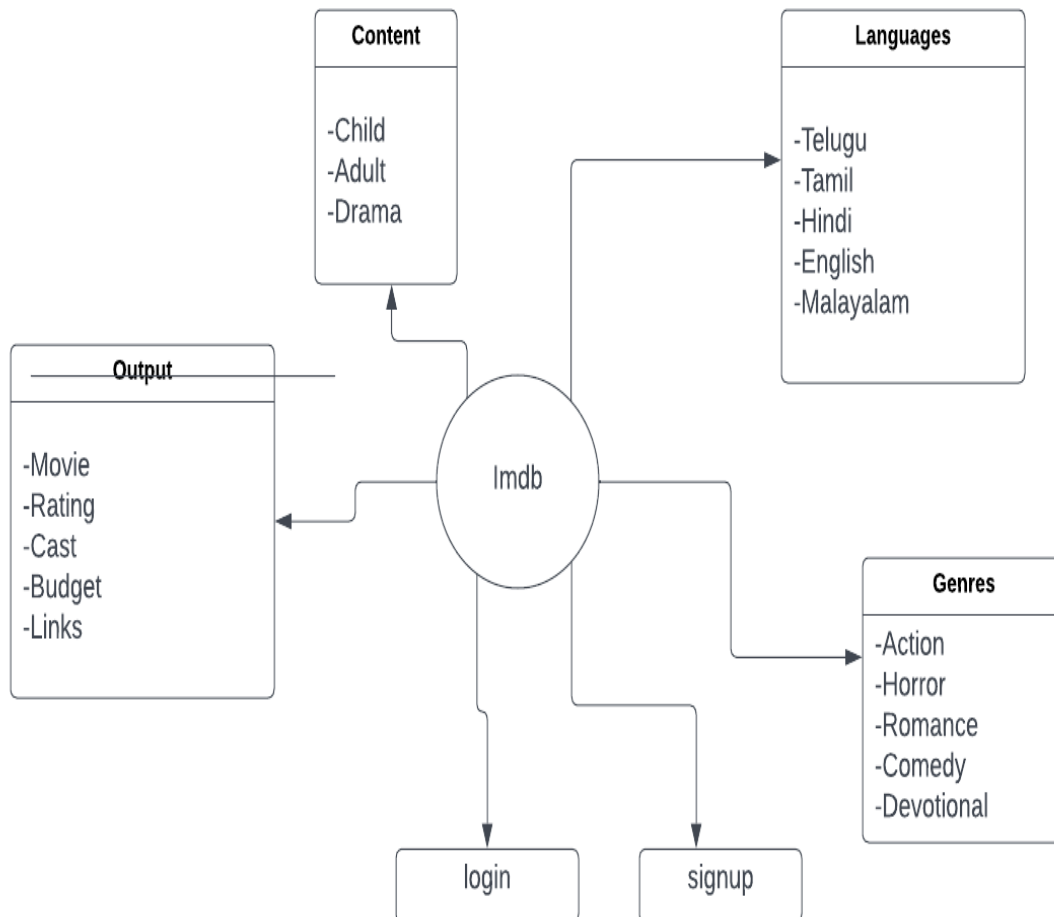 Content
-Child
-Adult
-Drama
Languages
-Telugu
-Tamil
-Hindi
-English
-Malayalam
Output
-Movie
-Rating
-Cast
-Budget
-Links
Imdb
Genres
-Action
-Horror
-Romance
-Comedy
-Devotional
login
signup